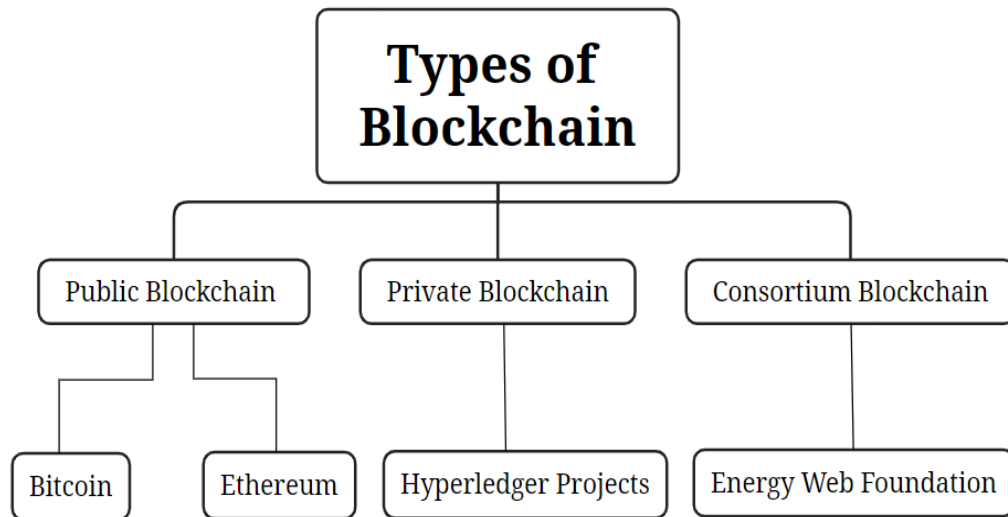 Types of
Blockchain
Public Blockchain
Private Blockchain
Consortium Blockchain
Bitcoin
Ethereum
Hyperledger Projects
Energy Web Foundation